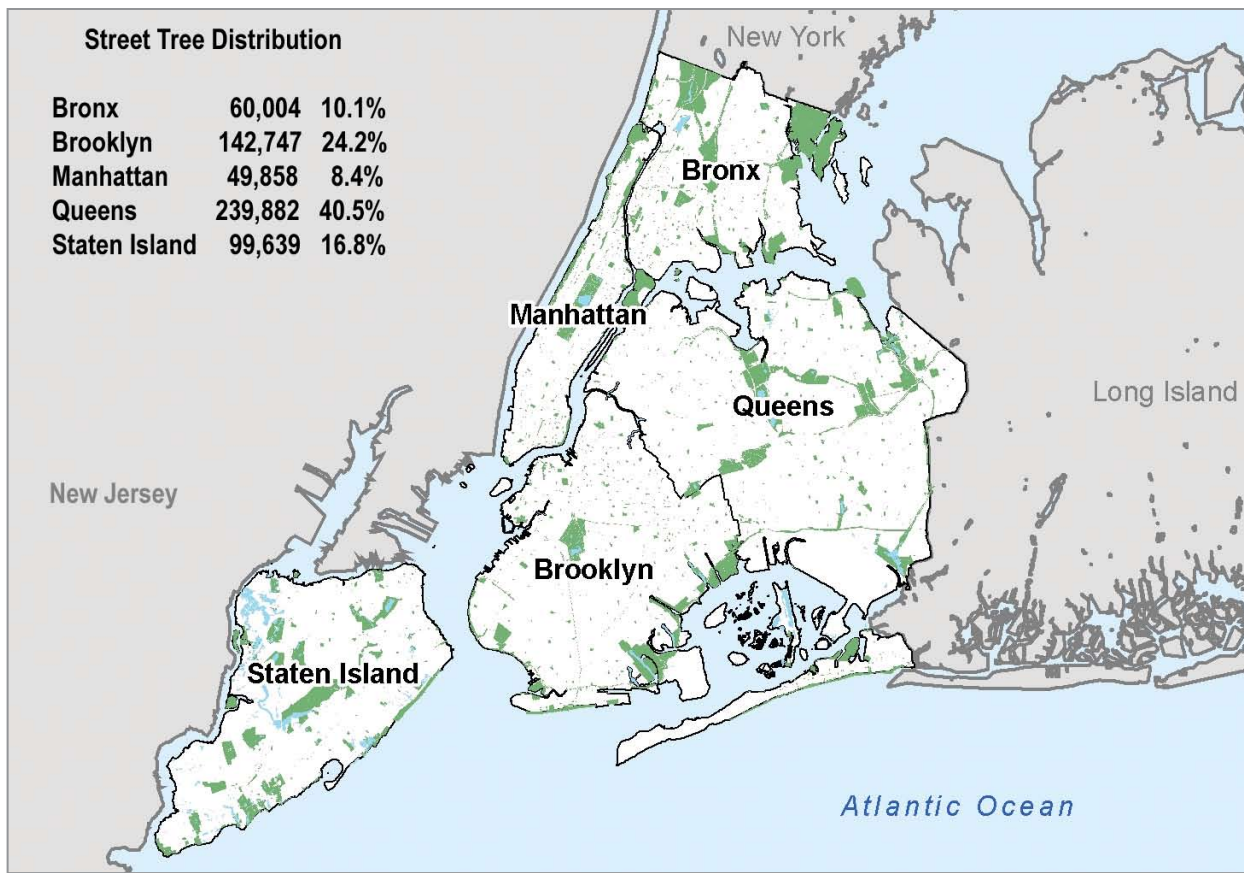 Street Tree Distribution
Bronx 60,004 10.1%
Brooklyn 142,747 24.2%
Manhattan 49,858 8.4%
Queens 239,882 40.5%
Staten Island 99,639 16.8%
New York
Bronx
Manhattan
Queens
Long Island
New Jersey
Brooklyn
Staten Island
Atlantic Ocean